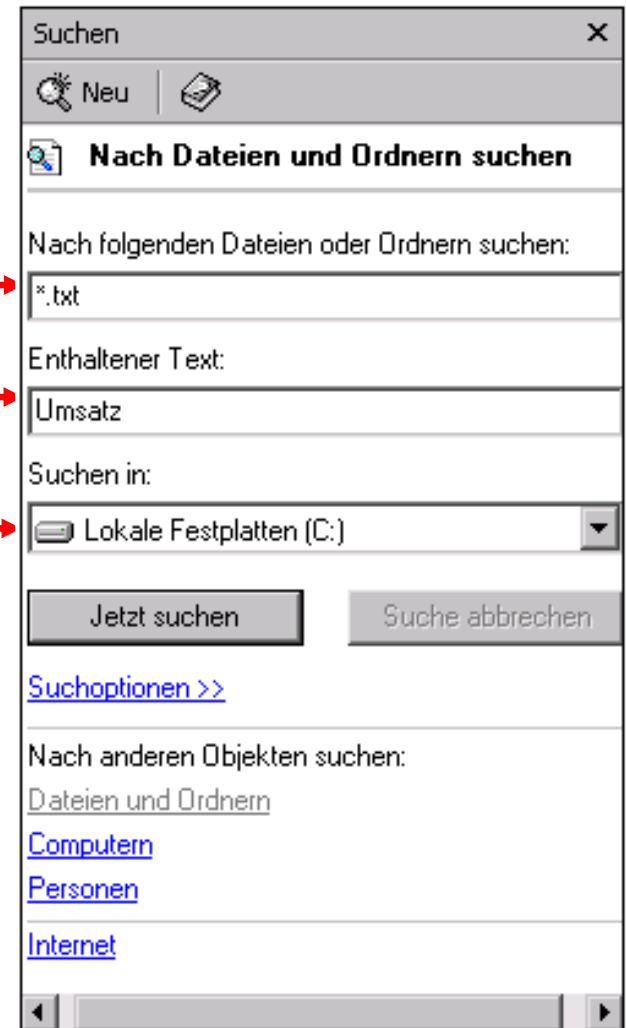 Suchen
Neu
Nach Dateien und Ordnern suchen
Nach folgenden Dateien oder Ordnern suchen:
*.txt
Enthaltener Text:
Umsatz
Suchen in:
Lokale Festplatten (C:)
Jetzt suchen Suche abbrechen
Suchoptionen >>
Nach anderen Objekten suchen:
Dateien und Ordnern
Computern
Personen
Internet